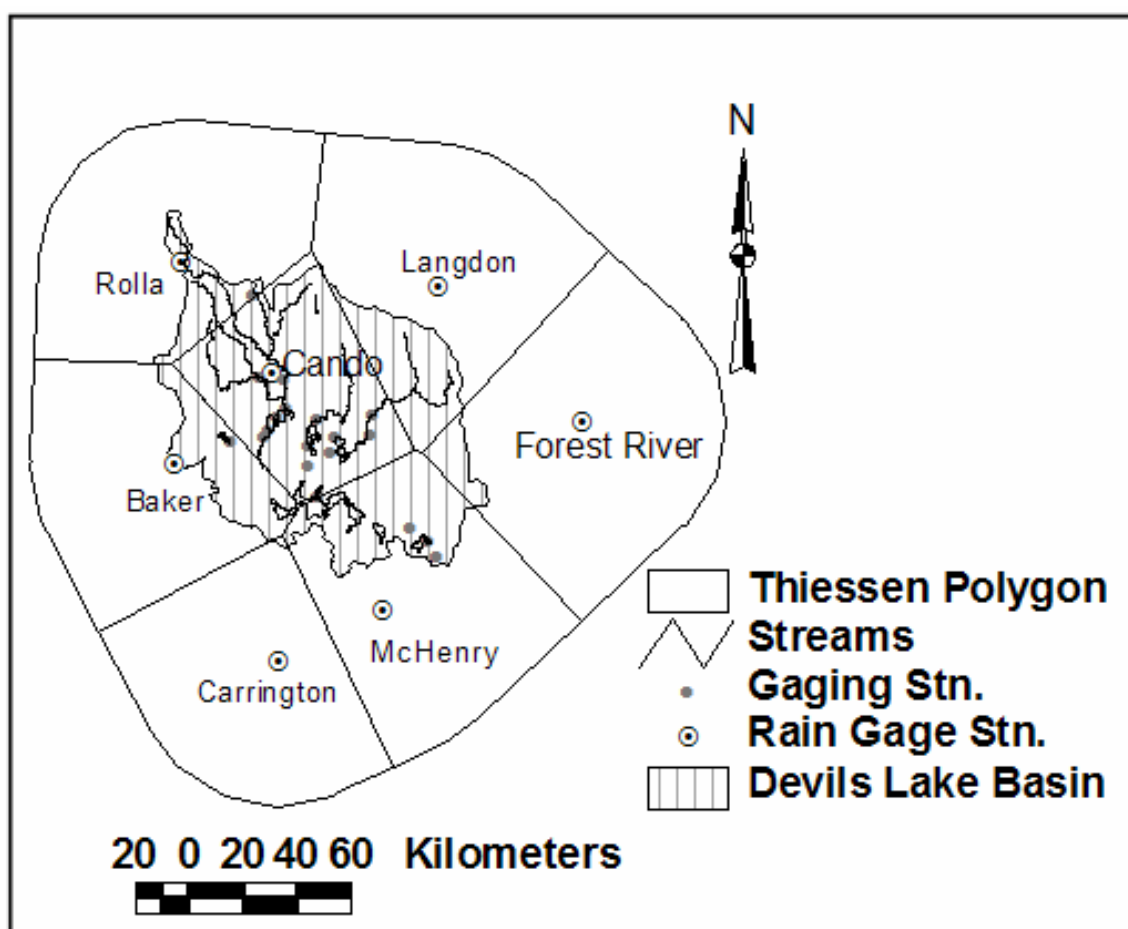 N
Langdon
Rolla
Cando
Forest River
Baker
McHenry
Carrington
Thiessen Polygon
Streams
Gaging Stn.
Rain Gage Stn.
Devils Lake Basin
20 0 20 40 60 Kilometers